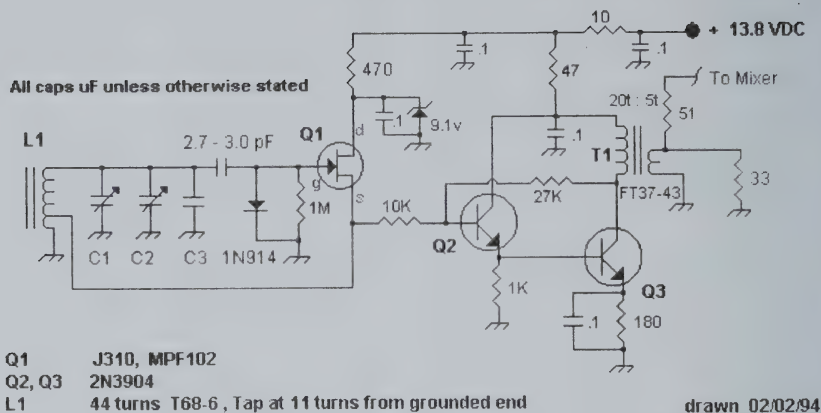 10
+ 13.8 VDC
.1
.1
470
47
To Mixer
All caps uF unless otherwise stated
20t : 5t
51
L1
Q1
d
.1
9.1v
.1
T1
2.7 - 3.0 pF
g
s
1M
10K
27K
FT37-43
33
Q2
C1 C2 C3 1N914
1K
Q3
.1
180
Q1 J310, MPF102
Q2, Q3 2N3904
L1 44 turns T68-6 , Tap at 11 turns from grounded end
drawn 02/02/94